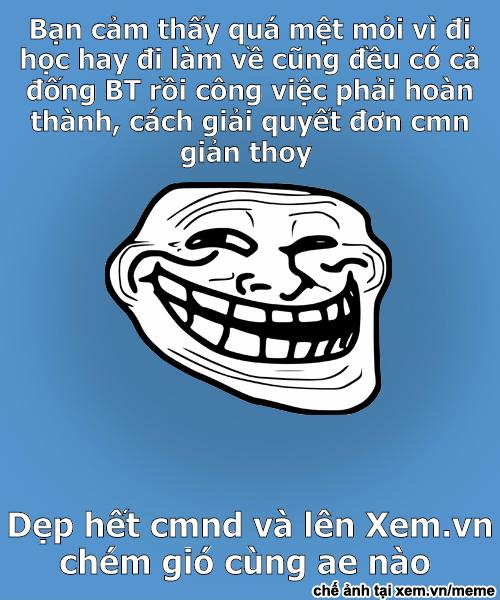 Bạn cảm thấy quá mệt mỏi vì đi
học hay đi làm về cũng đều có cả
đống BT rồi công việc phải hoàn
thành, cách giải quyết đơn cmn
giản thoy
Dẹp hết cmnd và lên Xem.vn
chém gió cùng ae nào
chế ảnh tại xem.vn/meme